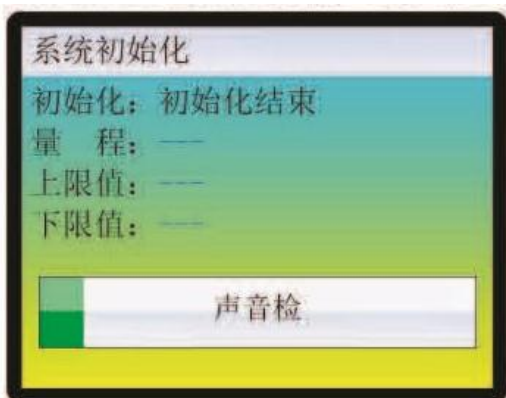 系统初始化
初始化：初始化结束
量　程：---
上限值：---
下限值：---
声音检